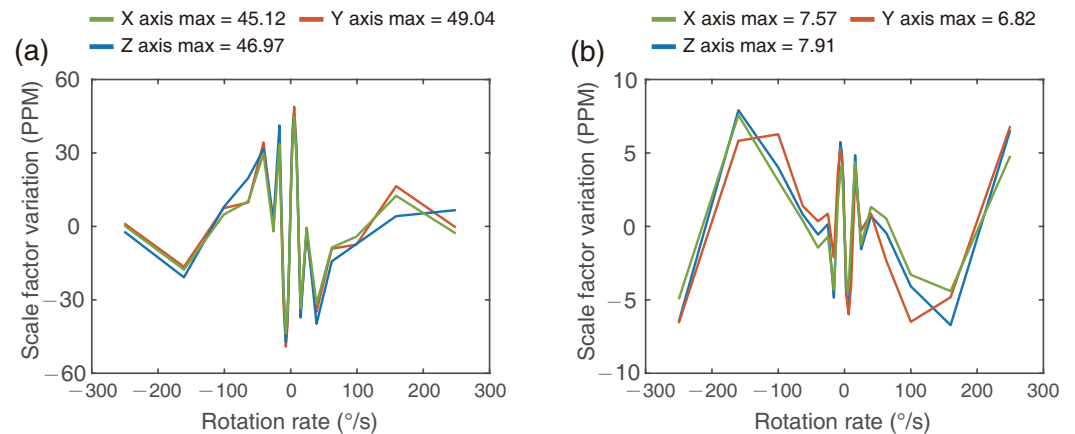 X axis max = 45.12 Y axis max = 49.04
Z axis max = 46.97
(a)
Scale factor variation (PPM)
60
30
0
−30
−60
−300 −200 −100 0 100 200 300
Rotation rate (°/s)
X axis max = 7.57 Y axis max = 6.82
Z axis max = 7.91
(b)
Scale factor variation (PPM)
10
5
0
−5
−10
−300 −200 −100 0 100 200 300
Rotation rate (°/s)